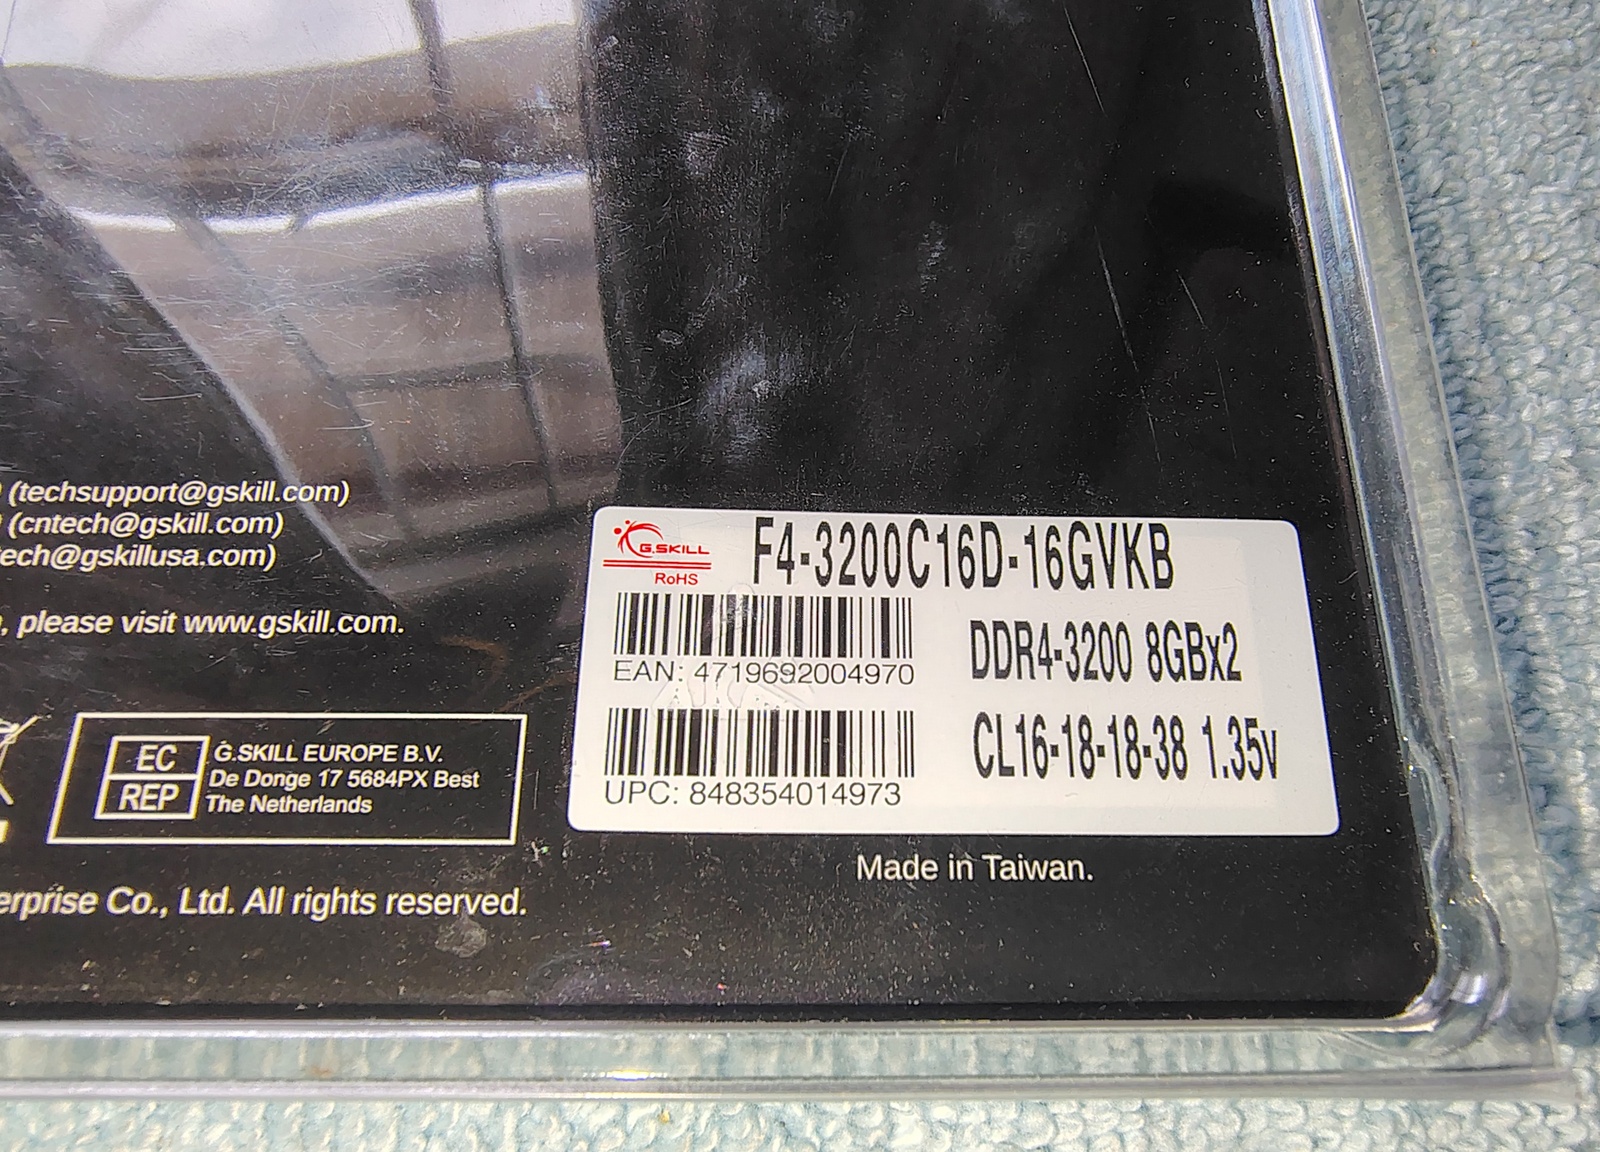 (techsupport@gskill.com)
(cntech@gskill.com)
ech@gskillusa.com)
, please visit www.gskill.com.
EC
REP
G.SKILL EUROPE B.V.
De Donge 17 5684PX Best
The Netherlands
erprise Co., Ltd. All rights reserved.
G.SKILL
RoHS
F4-3200C16D-16GVKB
EAN: 4719692004970
DDR4-3200 8GBx2
UPC: 848354014973
CL16-18-18-38 1.35v
Made in Taiwan.